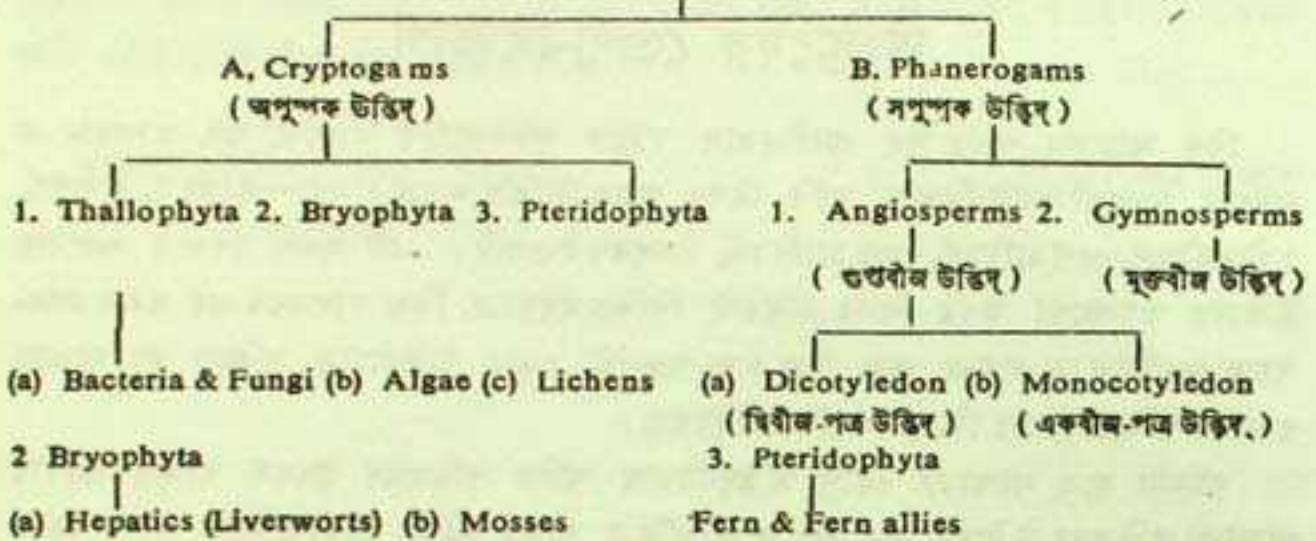 A. Cryptogams B. Phanerogams
( অপুষ্পক উদ্ভিদ্ ) ( সপুষ্পক উদ্ভিদ্ )
1. Thallophyta 2. Bryophyta 3. Pteridophyta 1. Angiosperms 2. Gymnosperms
( গুপ্তবীজ উদ্ভিদ্ ) ( মুক্তবীজ উদ্ভিদ্ )
(a) Bacteria & Fungi (b) Algae (c) Lichens (a) Dicotyledon (b) Monocotyledon
( দ্বিবীজ-পত্র উদ্ভিদ্ ) ( একবীজ-পত্র উদ্ভিদ্ )
2 Bryophyta 3. Pteridophyta
(a) Hepatics (Liverworts) (b) Mosses Fern & Fern allies